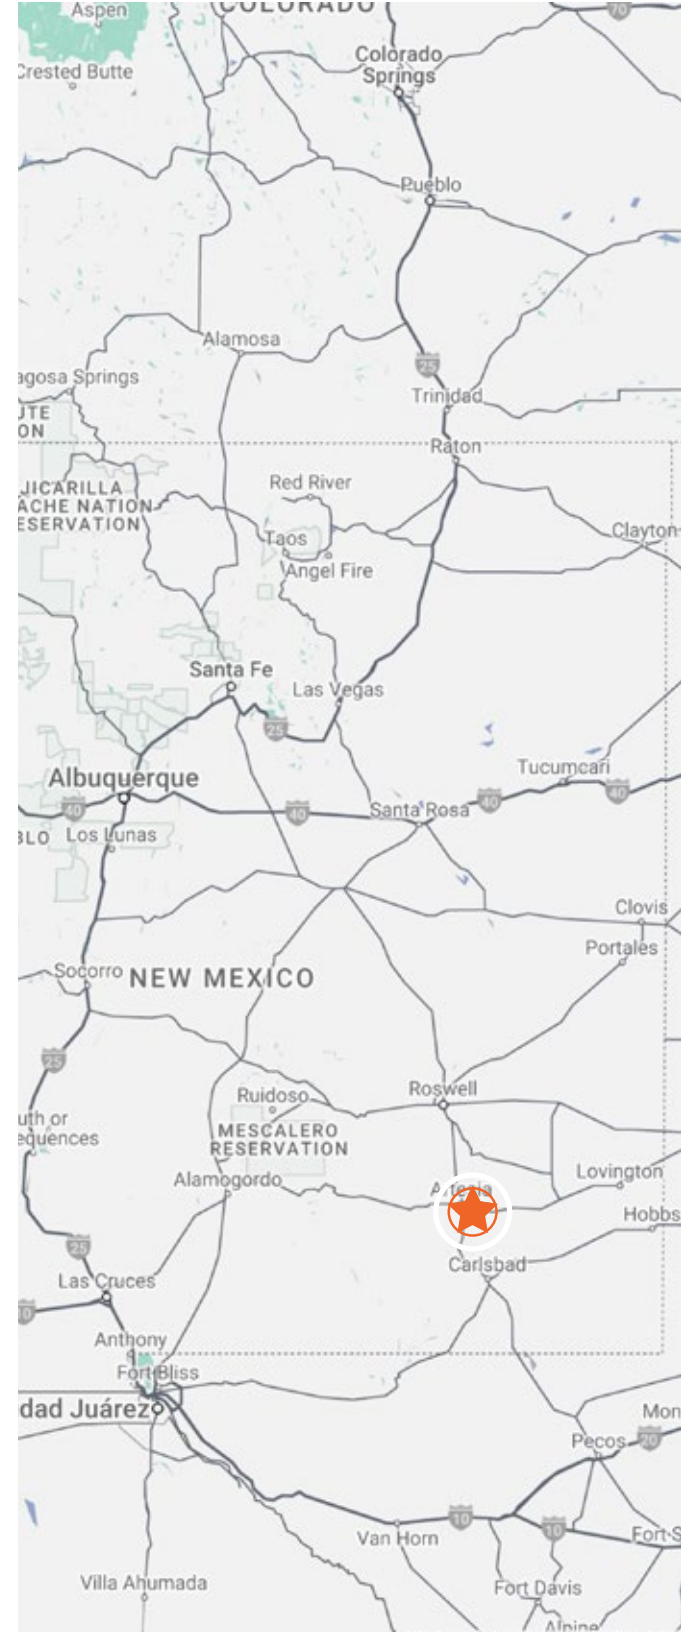 COLORADO
Aspen
70
Colorado
Springs
Crested Butte
Pueblo
Alamosa
25
agosa Springs
Trinidad
UTE
ON
Raton
JICARILLA
ACHE NATION
ESERVATION
Red River
Clayton
Taos
Angel Fire
Santa Fe
Las Vegas
25
Tucumcari
Albuquerque
40
40
40
40
Santa Rosa
BLO
Los Lunas
Clovis
Portales
Socorro
NEW MEXICO
25
Roswell
Ruidoso
uth or
equences
MESCALERO
RESERVATION
Lovington
Alamogordo
Artesia
Hobbs
25
Carlsbad
Las Cruces
10
Anthony
Fort Bliss
dad Juárez
Mon
20
Pecos
10
10
Van Horn
Fort S
Villa Ahumada
Fort Davis
Alpine